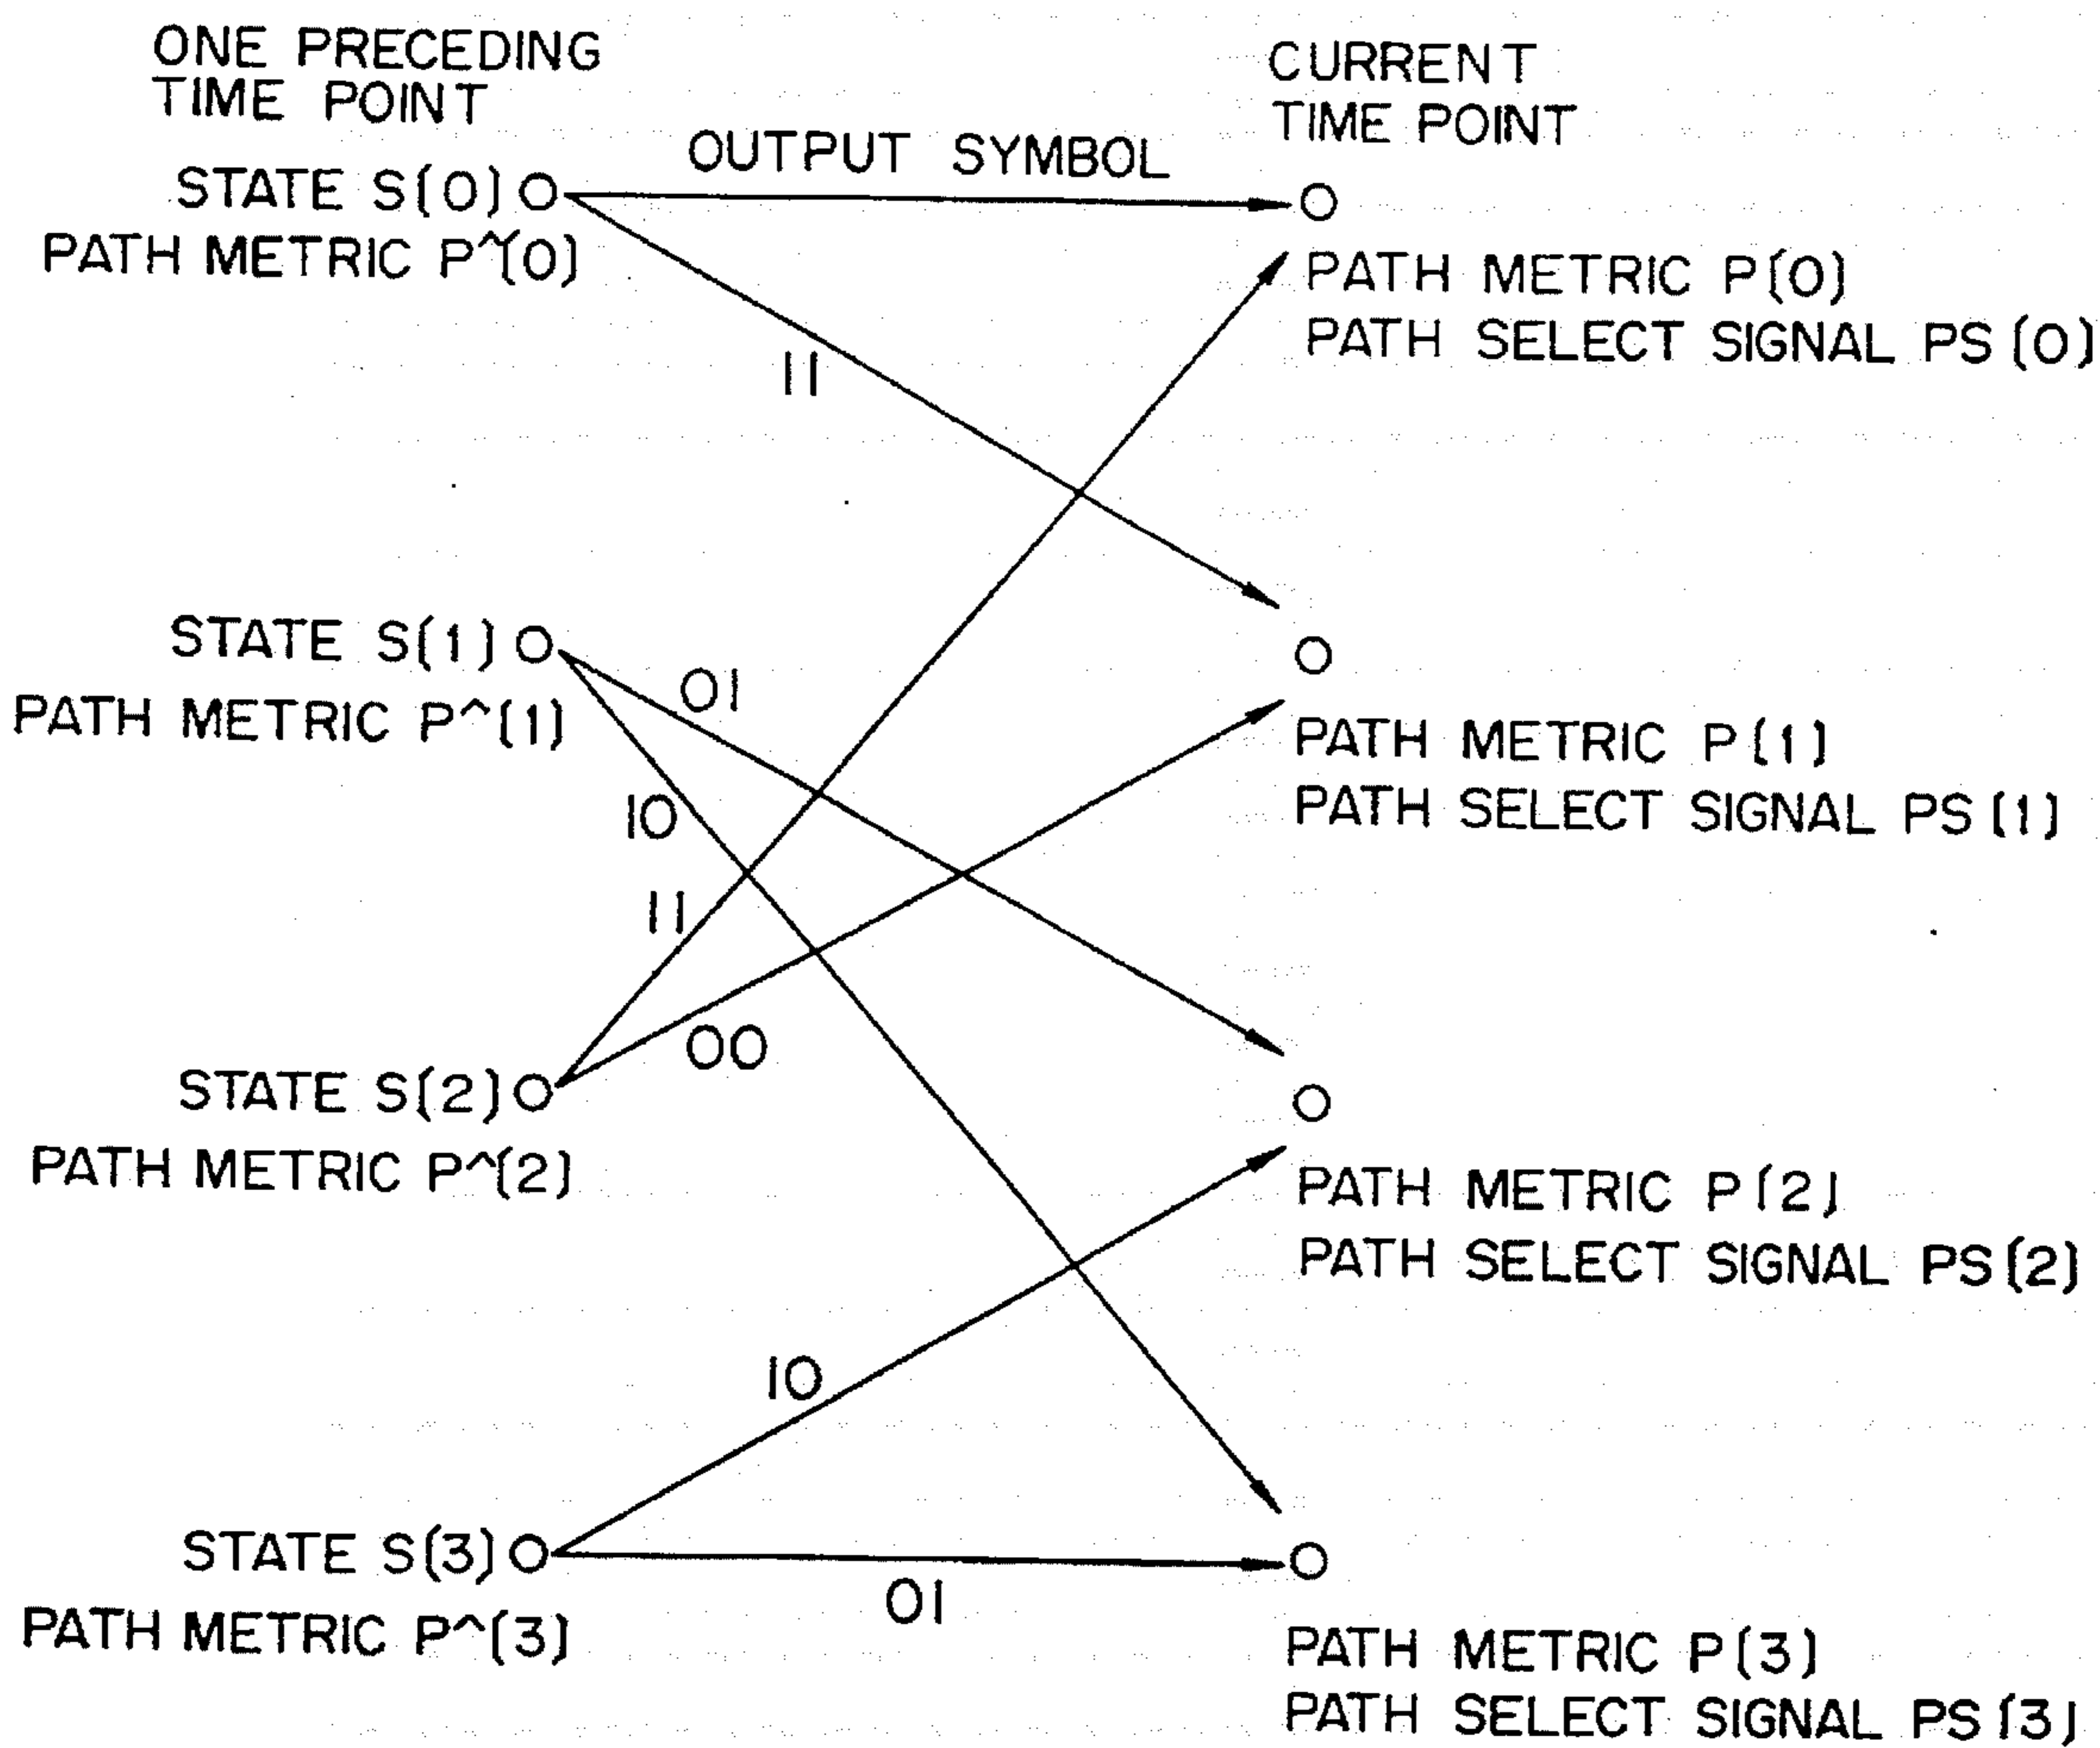 ONE PRECEDING
TIME POINT
CURRENT
TIME POINT
OUTPUT SYMBOL
STATE S(0)
PATH METRIC P^(0)
PATH METRIC P(0)
PATH SELECT SIGNAL PS(0)
11
STATE S(1)
PATH METRIC P^(1)
01
10
PATH METRIC P(1)
PATH SELECT SIGNAL PS(1)
11
00
STATE S(2)
PATH METRIC P^(2)
PATH METRIC P(2)
PATH SELECT SIGNAL PS(2)
10
STATE S(3)
PATH METRIC P^(3)
01
PATH METRIC P(3)
PATH SELECT SIGNAL PS(3)